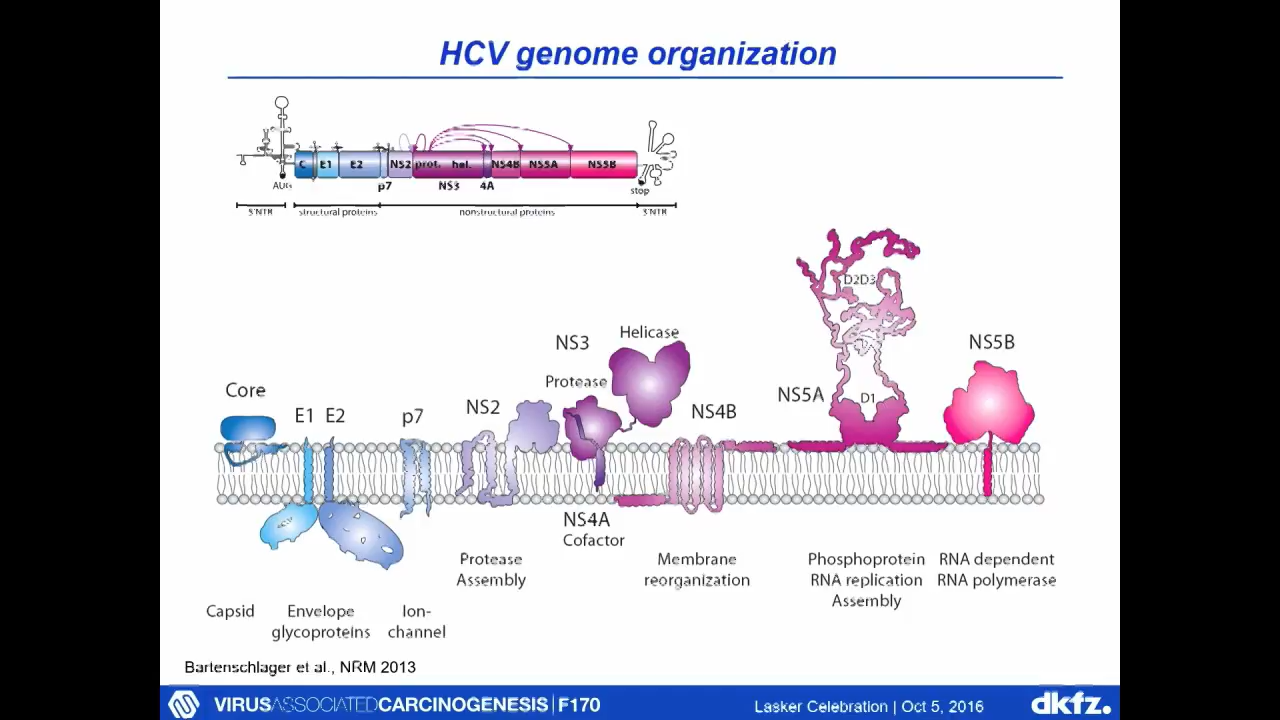 HCV genome organization
C E1 E2 NS2 prot. hel. NS4B NS5A NS5B
AUG p7 NS3 4A stop
5'NTR structural proteins nonstructural proteins 3'NTR
D2D3
Helicase
NS3 NS5B
Protease
Core NS5A D1
E1 E2 p7 NS2 NS4B
HCV
NS4A
Cofactor
Protease Membrane Phosphoprotein RNA dependent
Assembly reorganization RNA replication RNA polymerase
Assembly
Capsid Envelope Ion-
glycoproteins channel
Bartenschlager et al., NRM 2013
VIRUSASSOCIATEDCARCINOGENESIS F170 Lasker Celebration | Oct 5, 2016 dkfz.